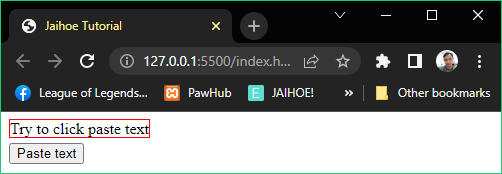 Jaihoe Tutorial
127.0.0.1:5500/index.h...
League of Legends... PawHub E JAIHOE! » Other bookmarks
Try to click paste text
Paste text